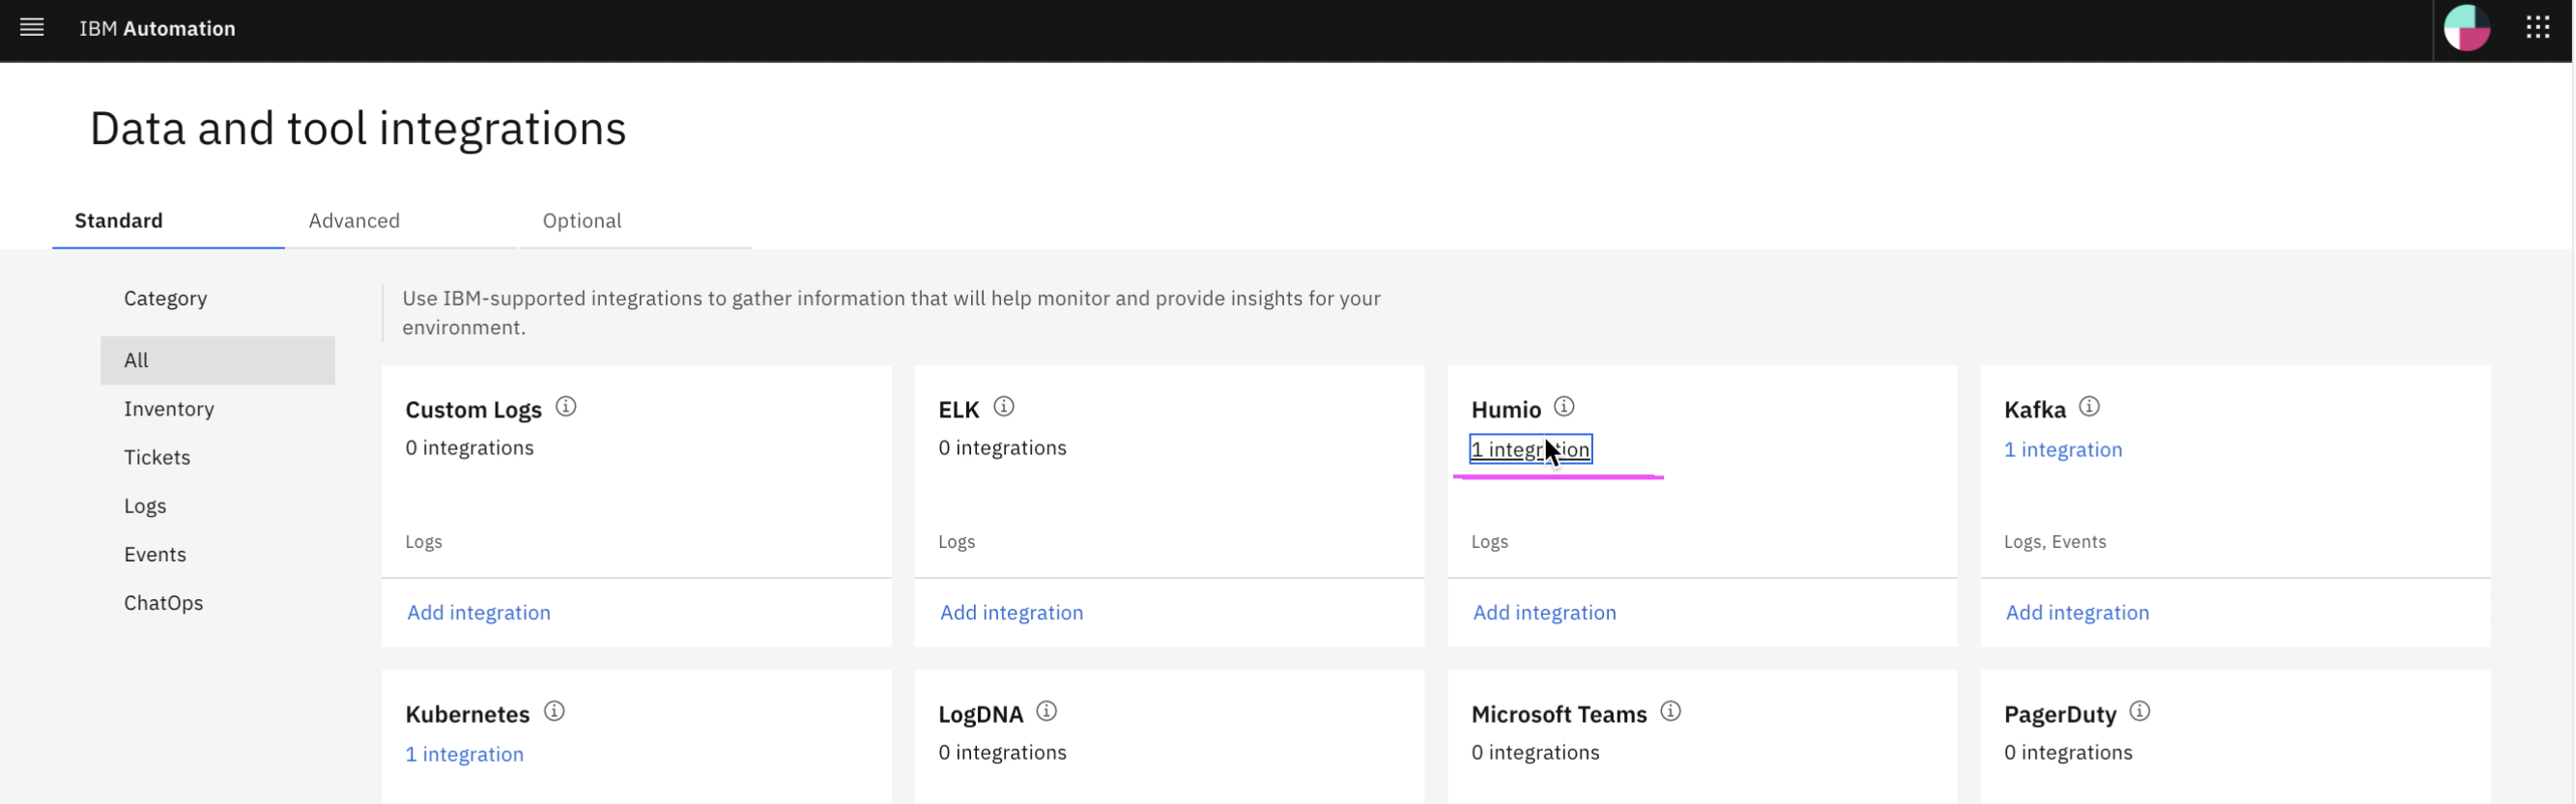 IBM Automation
Data and tool integrations
Standard
Advanced
Optional
Category
All
Inventory
Tickets
Logs
Events
ChatOps
Use IBM-supported integrations to gather information that will help monitor and provide insights for your
environment.
Custom Logs
0 integrations
Logs
Add integration
ELK
0 integrations
Logs
Add integration
Humio
1 integration
Logs
Add integration
Kafka
1 integration
Logs, Events
Add integration
Kubernetes
1 integration
LogDNA
0 integrations
Microsoft Teams
0 integrations
PagerDuty
0 integrations